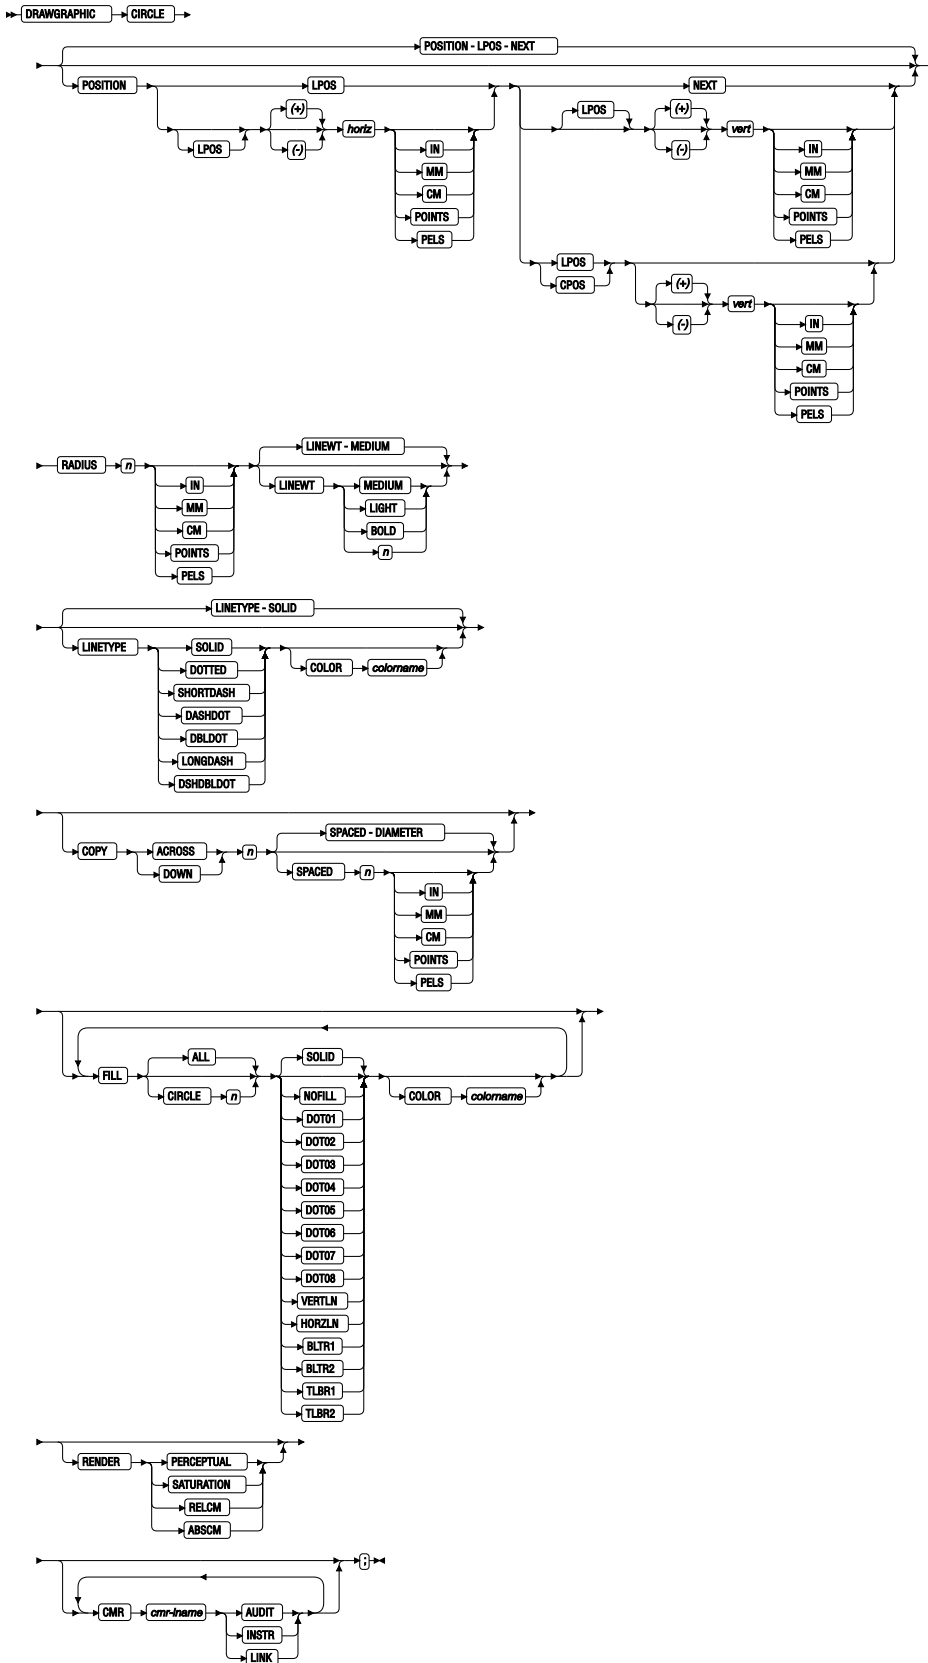 DRAWGRAPHIC CIRCLE
POSITION - LPOS - NEXT
POSITION LPOS NEXT
(+) LPOS (+)
horiz vert
LPOS (-) IN (-) IN
MM MM
CM CM
POINTS POINTS
PELS PELS
LPOS
CPOS (+)
vert
(-) IN
MM
CM
POINTS
PELS
LINEWT - MEDIUM
RADIUS n
IN LINEWT MEDIUM
MM LIGHT
CM BOLD
POINTS n
PELS
LINETYPE - SOLID
LINETYPE SOLID
DOTTED COLOR colorname
SHORTDASH
DASHDOT
DBLDOT
LONGDASH
DSHDBLDOT
SPACED - DIAMETER
COPY ACROSS n
DOWN SPACED n
IN
MM
CM
POINTS
PELS
ALL SOLID
FILL
CIRCLE n NOFILL COLOR colorname
DOT01
DOT02
DOT03
DOT04
DOT05
DOT06
DOT07
DOT08
VERTLN
HORZLN
BLTR1
BLTR2
TLBR1
TLBR2
RENDER PERCEPTUAL
SATURATION
RELCM
ABSCM
;
CMR cmr-lname AUDIT
INSTR
LINK